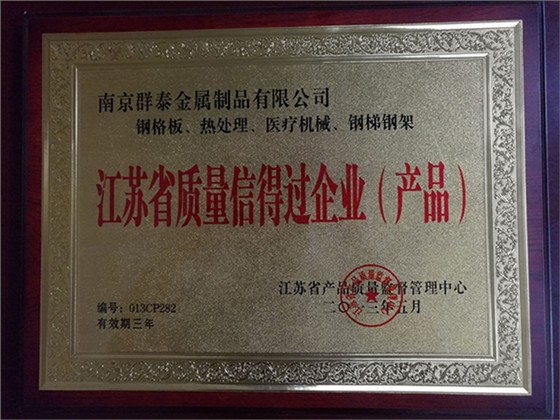 南京群泰金属制品有限公司
钢格板、热处理、医疗机械、钢梯钢架
江苏省质量信得过企业（产品）
江苏省产品质量监督管理中心
二〇一三年五月
编号：013CP282
有效期三年